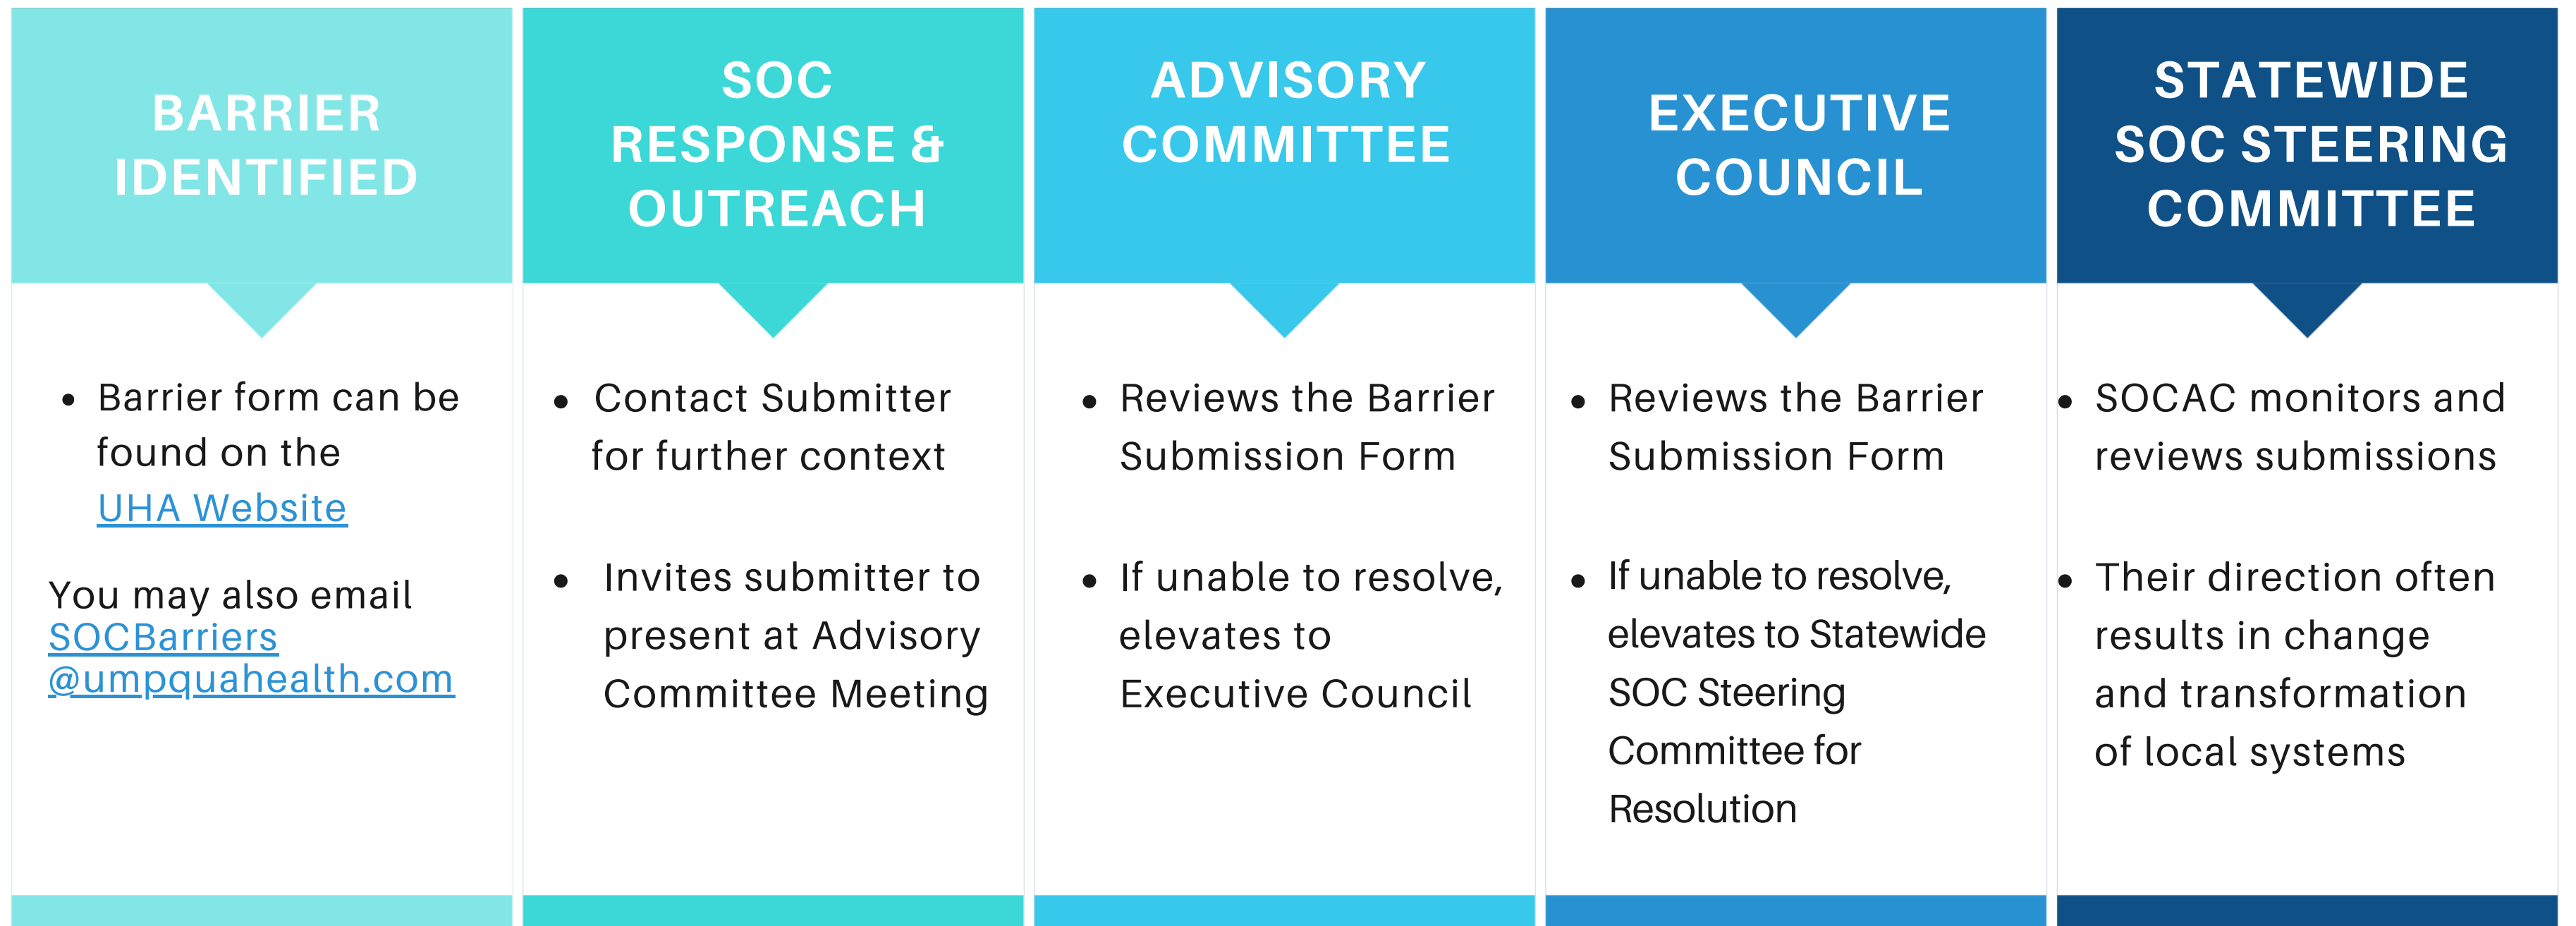 BARRIER
IDENTIFIED
• Barrier form can be
found on the
UHA Website
You may also email
SOCBarriers
@umpquahealth.com
SOC
RESPONSE &
OUTREACH
• Contact Submitter
for further context
• Invites submitter to
present at Advisory
Committee Meeting
ADVISORY
COMMITTEE
• Reviews the Barrier
Submission Form
• If unable to resolve,
elevates to
Executive Council
EXECUTIVE
COUNCIL
• Reviews the Barrier
Submission Form
• If unable to resolve,
elevates to Statewide
SOC Steering
Committee for
Resolution
STATEWIDE
SOC STEERING
COMMITTEE
• SOCAC monitors and
reviews submissions
• Their direction often
results in change
and transformation
of local systems